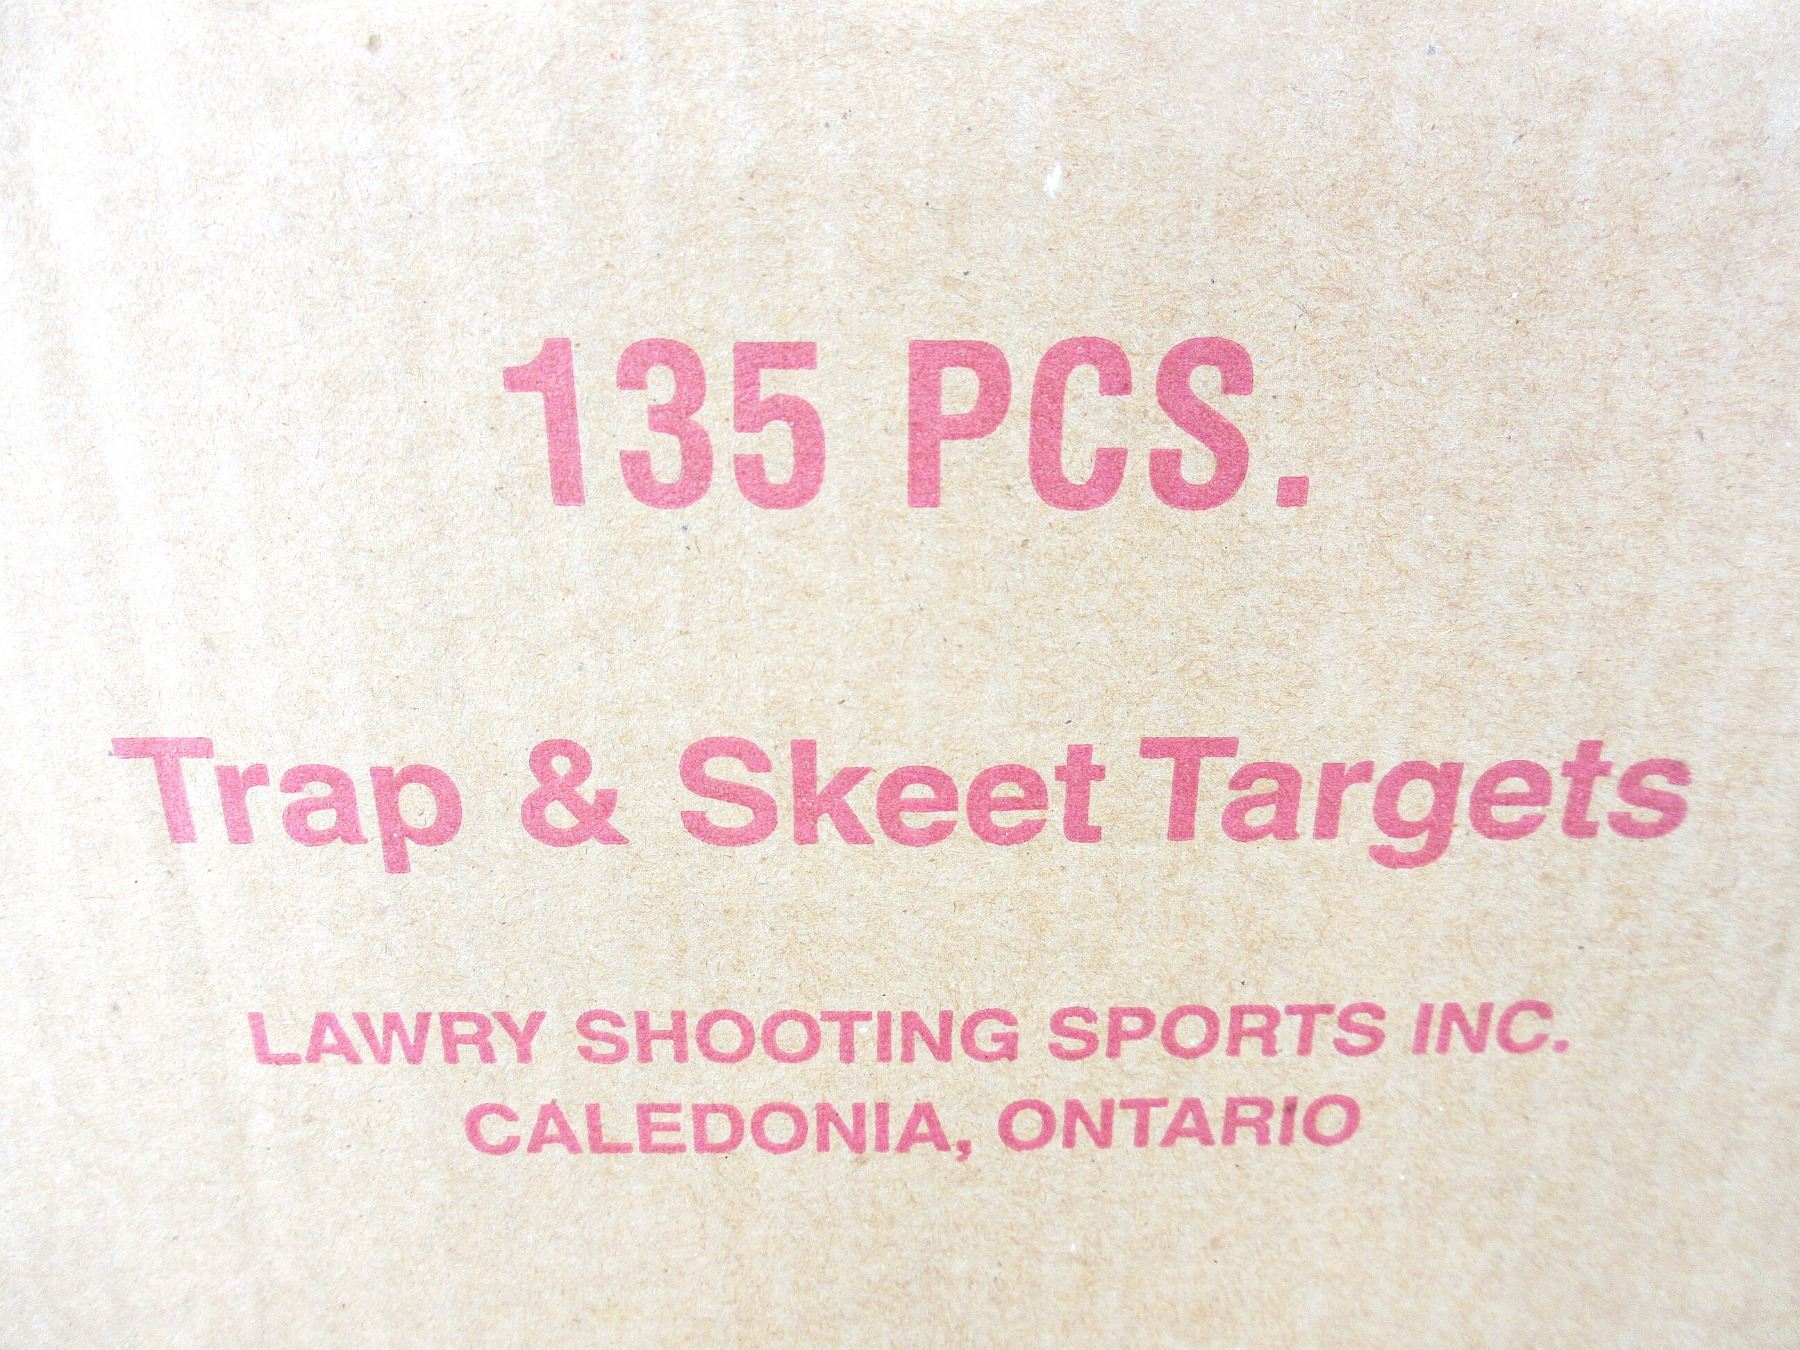 135 PCS.
Trap & Skeet Targets
LAWRY SHOOTING SPORTS INC.
CALEDONIA, ONTARIO